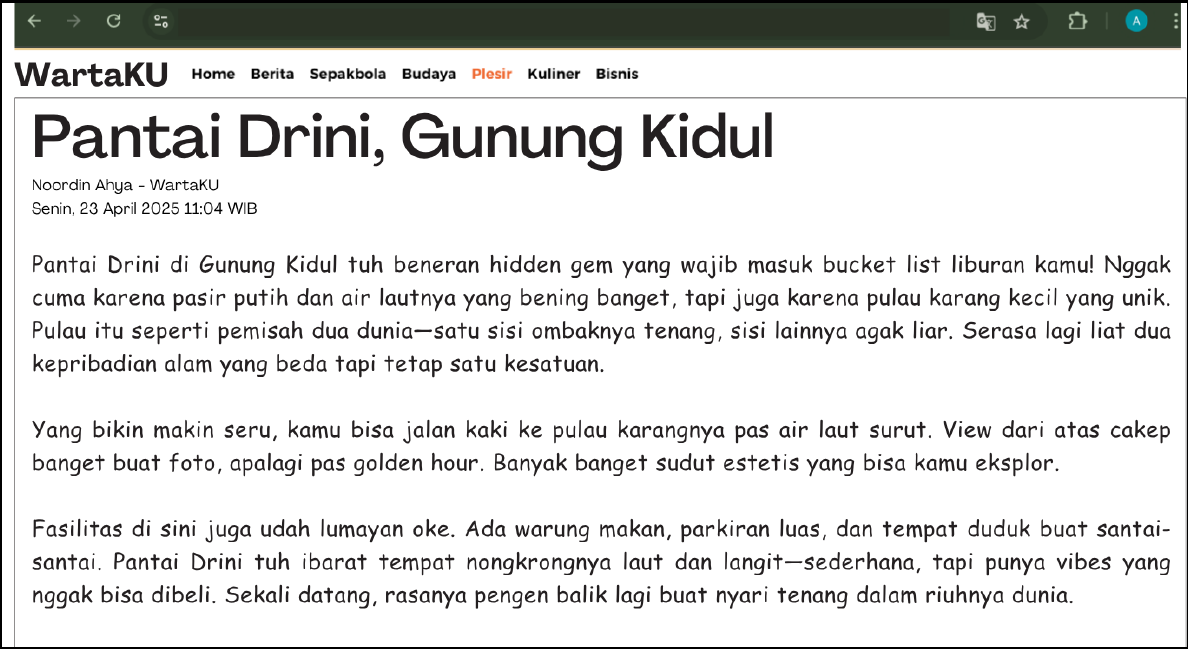 A
WartaKU Home Berita Sepakbola Budaya Plesir Kuliner Bisnis
Pantai Drini, Gunung Kidul
Noordin Ahya - WartaKU
Senin, 23 April 2025 11:04 WIB
Pantai Drini di Gunung Kidul tuh beneran hidden gem yang wajib masuk bucket list liburan kamu! Nggak
cuma karena pasir putih dan air lautnya yang bening banget, tapi juga karena pulau karang kecil yang unik.
Pulau itu seperti pemisah dua dunia—satu sisi ombaknya tenang, sisi lainnya agak liar. Serasa lagi liat dua
kepribadian alam yang beda tapi tetap satu kesatuan.
Yang bikin makin seru, kamu bisa jalan kaki ke pulau karangnya pas air laut surut. View dari atas cakep
banget buat foto, apalagi pas golden hour. Banyak banget sudut estetis yang bisa kamu eksplor.
Fasilitas di sini juga udah lumayan oke. Ada warung makan, parkiran luas, dan tempat duduk buat santai-
santai. Pantai Drini tuh ibarat tempat nongkrongnya laut dan langit—sederhana, tapi punya vibes yang
nggak bisa dibeli. Sekali datang, rasanya pengen balik lagi buat nyari tenang dalam riuhnya dunia.